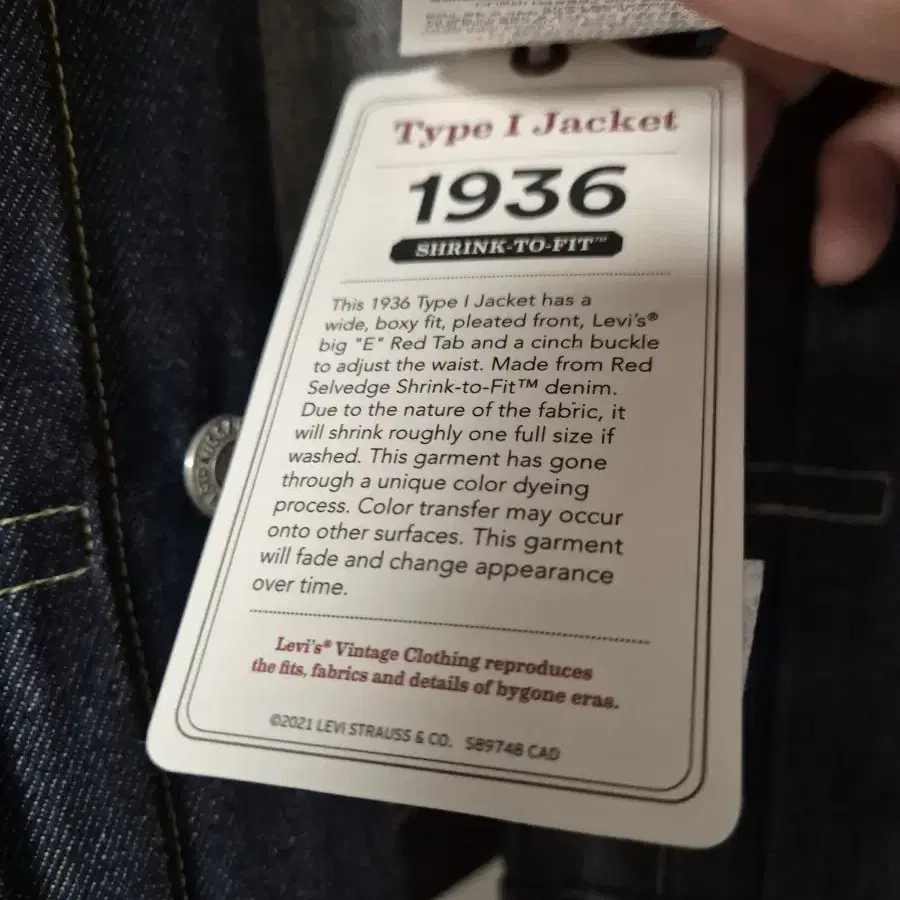 Type I Jacket
1936
SHRINK-TO-FIT™
This 1936 Type I Jacket has a
wide, boxy fit, pleated front, Levi's®
big "E" Red Tab and a cinch buckle
to adjust the waist. Made from Red
Selvedge Shrink-to-Fit™ denim.
Due to the nature of the fabric, it
will shrink roughly one full size if
washed. This garment has gone
through a unique color dyeing
process. Color transfer may occur
onto other surfaces. This garment
will fade and change appearance
over time.
Levi's® Vintage Clothing reproduces
the fits, fabrics and details of bygone eras.
©2021 LEVI STRAUSS & CO. S89748 CAD